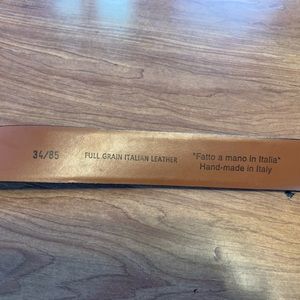 34/85
FULL GRAIN ITALIAN LEATHER
"Fatto a mano in Italia"
Hand-made in Italy